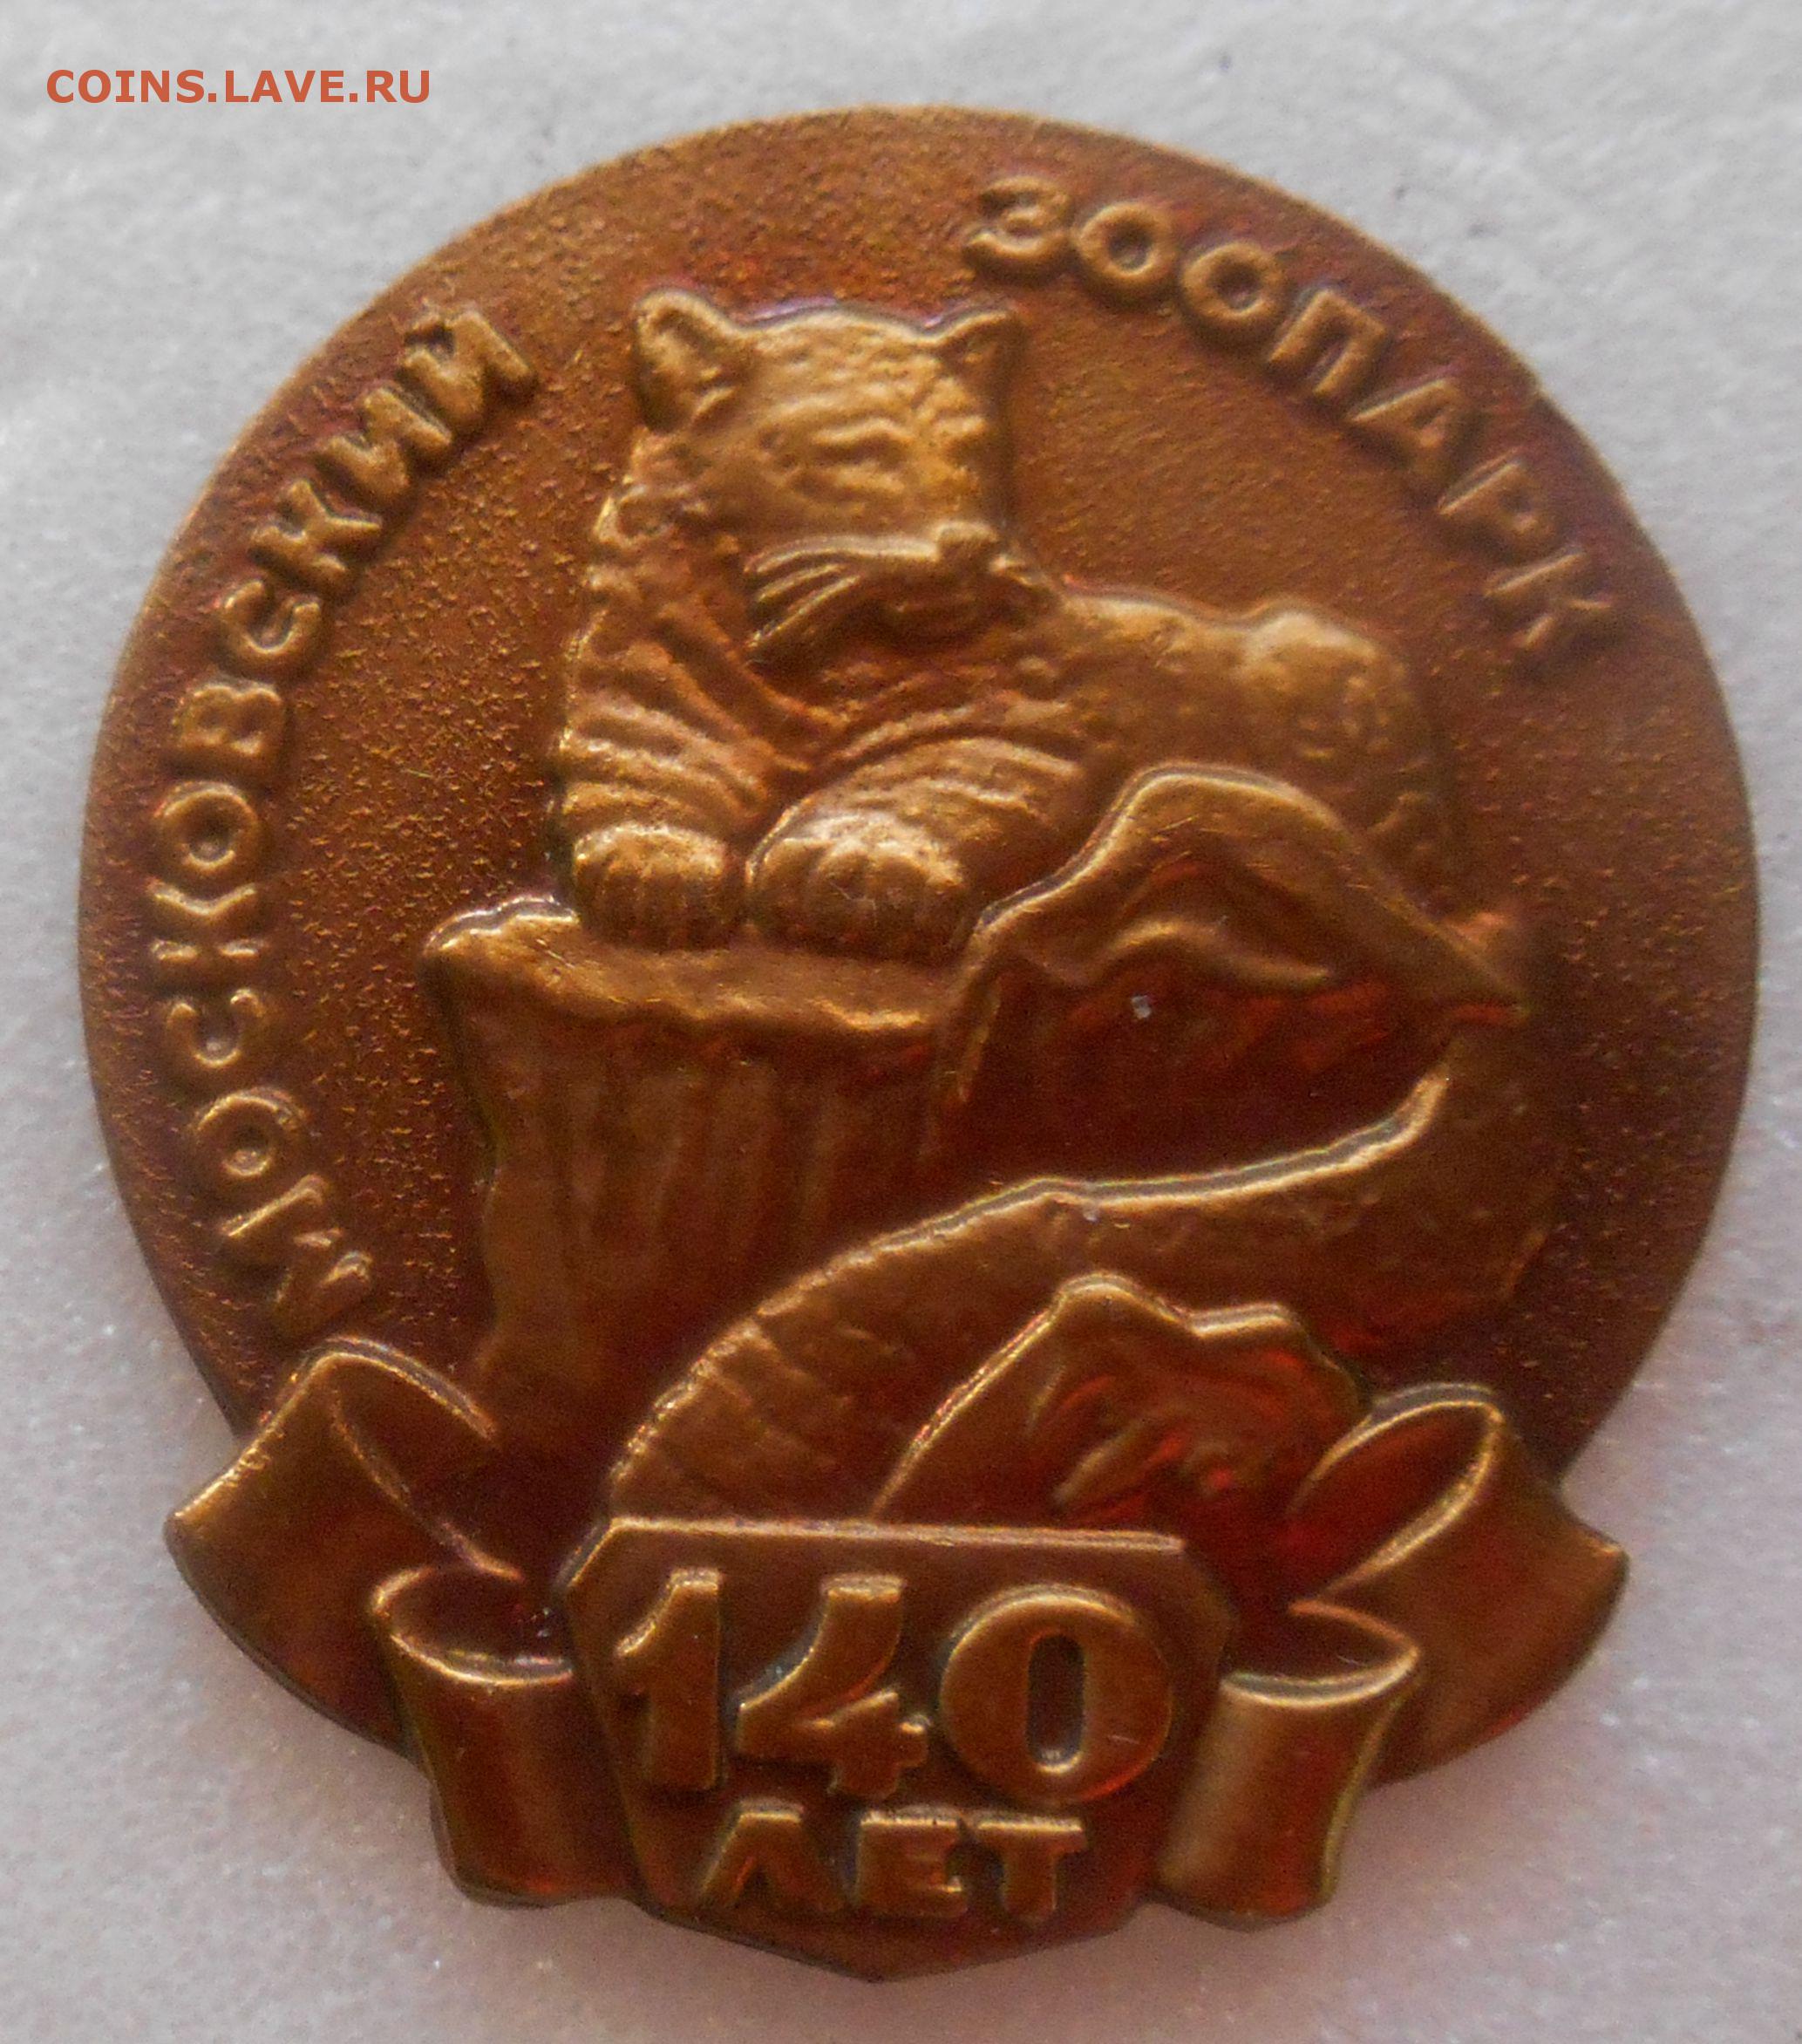 COINS.LAVE.RU
МОСКОВСКИЙ ЗООПАРК
140
ЛЕТ